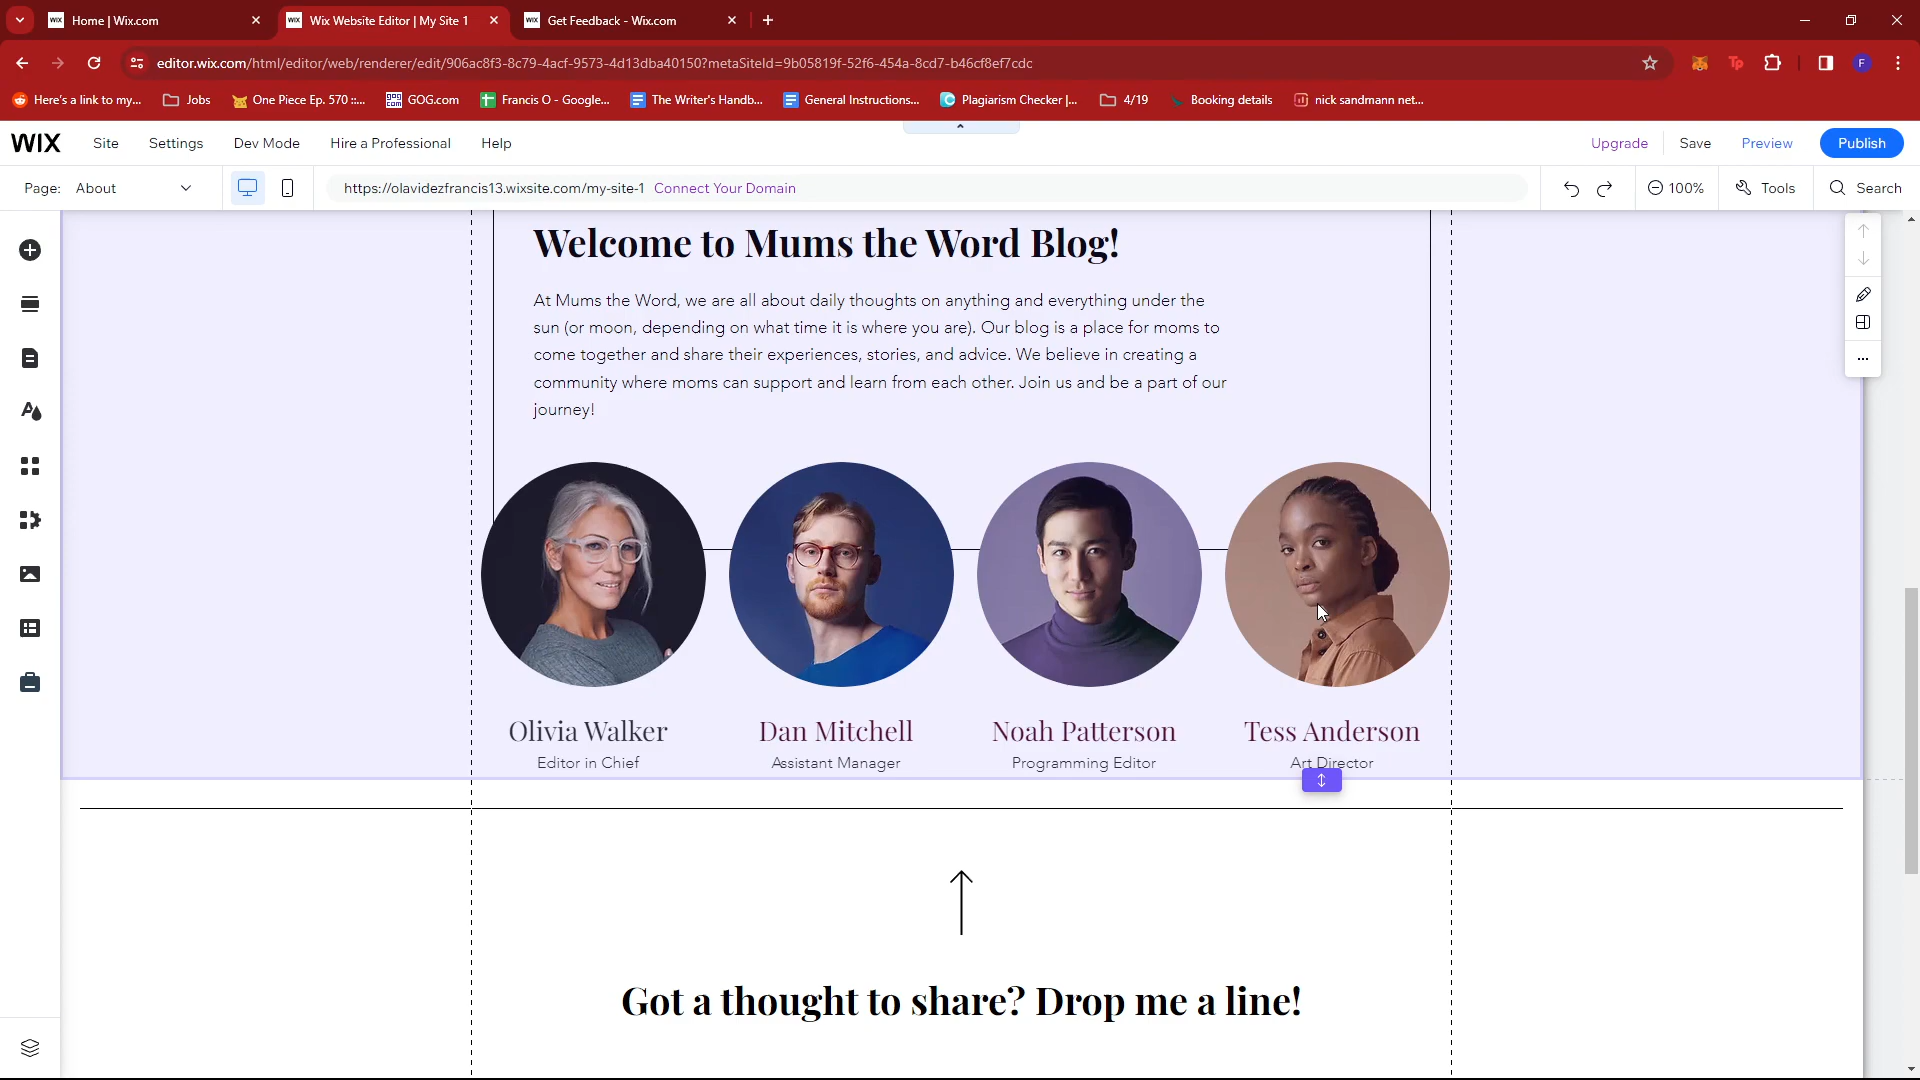 Home | Wix.com
Wix Website Editor | My Site 1
Get Feedback - Wix.com
editor.wix.com/html/editor/web/renderer/edit/906ac8f3-8c79-4acf-9573-4d13dba40150?metaSiteId=9b05819f-52f6-454a-8cd7-b46cf8ef7cdc
Here's a link to my...
Jobs
One Piece Ep. 570 ::...
GOG.com
Francis O - Google...
The Writer's Handb...
General Instructions...
Plagiarism Checker |...
4/19
Booking details
nick sandmann net...
WIX
Site
Settings
Dev Mode
Hire a Professional
Help
Upgrade
Save
Preview
Publish
Page: About
https://olavidezfrancis13.wixsite.com/my-site-1 Connect Your Domain
100%
Tools
Search
Welcome to Mums the Word Blog!
At Mums the Word, we are all about daily thoughts on anything and everything under the
sun (or moon, depending on what time it is where you are). Our blog is a place for moms to
come together and share their experiences, stories, and advice. We believe in creating a
community where moms can support and learn from each other. Join us and be a part of our
journey!
Olivia Walker
Editor in Chief
Dan Mitchell
Assistant Manager
Noah Patterson
Programming Editor
Tess Anderson
Art Director
Got a thought to share? Drop me a line!